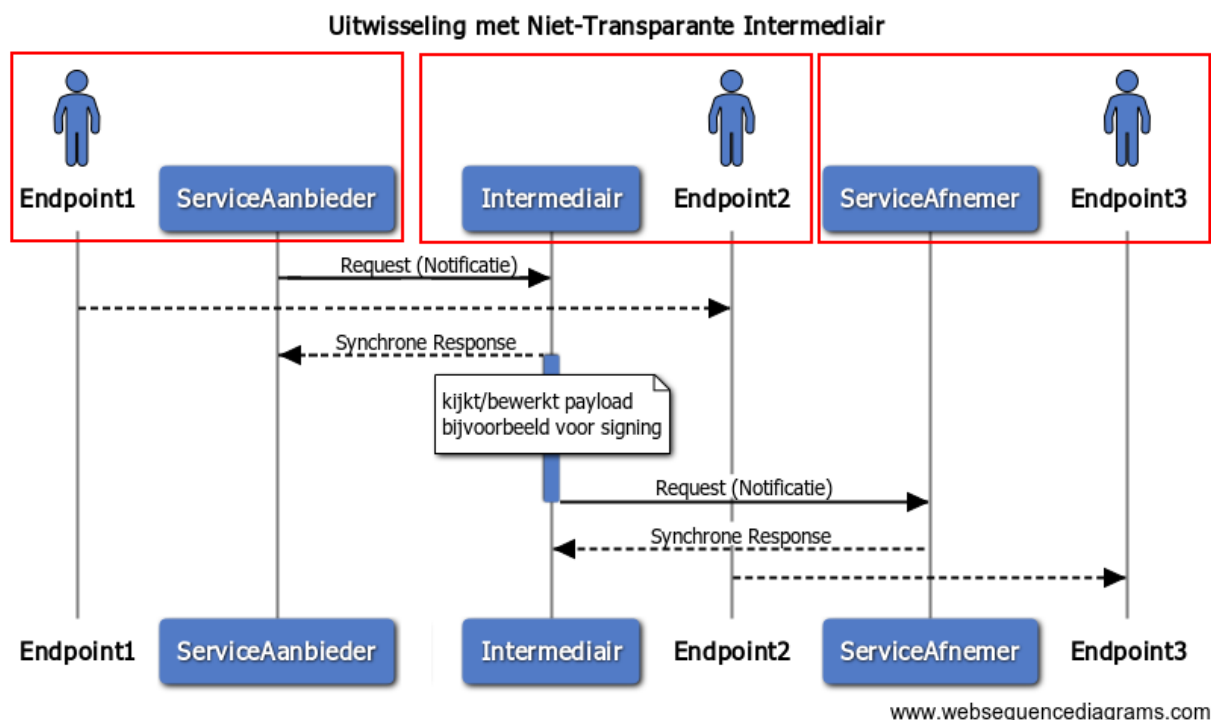 Uitwisseling met Niet-Transparante Intermediair
Endpoint1
ServiceAanbieder
Intermediair
Endpoint2
ServiceAfnemer
Endpoint3
Request (Notificatie)
Synchrone Response
kijkt/bewerkt payload
bijvoorbeeld voor signing
Request (Notificatie)
Synchrone Response
Endpoint1
ServiceAanbieder
Intermediair
Endpoint2
ServiceAfnemer
Endpoint3
www.websequencediagrams.com